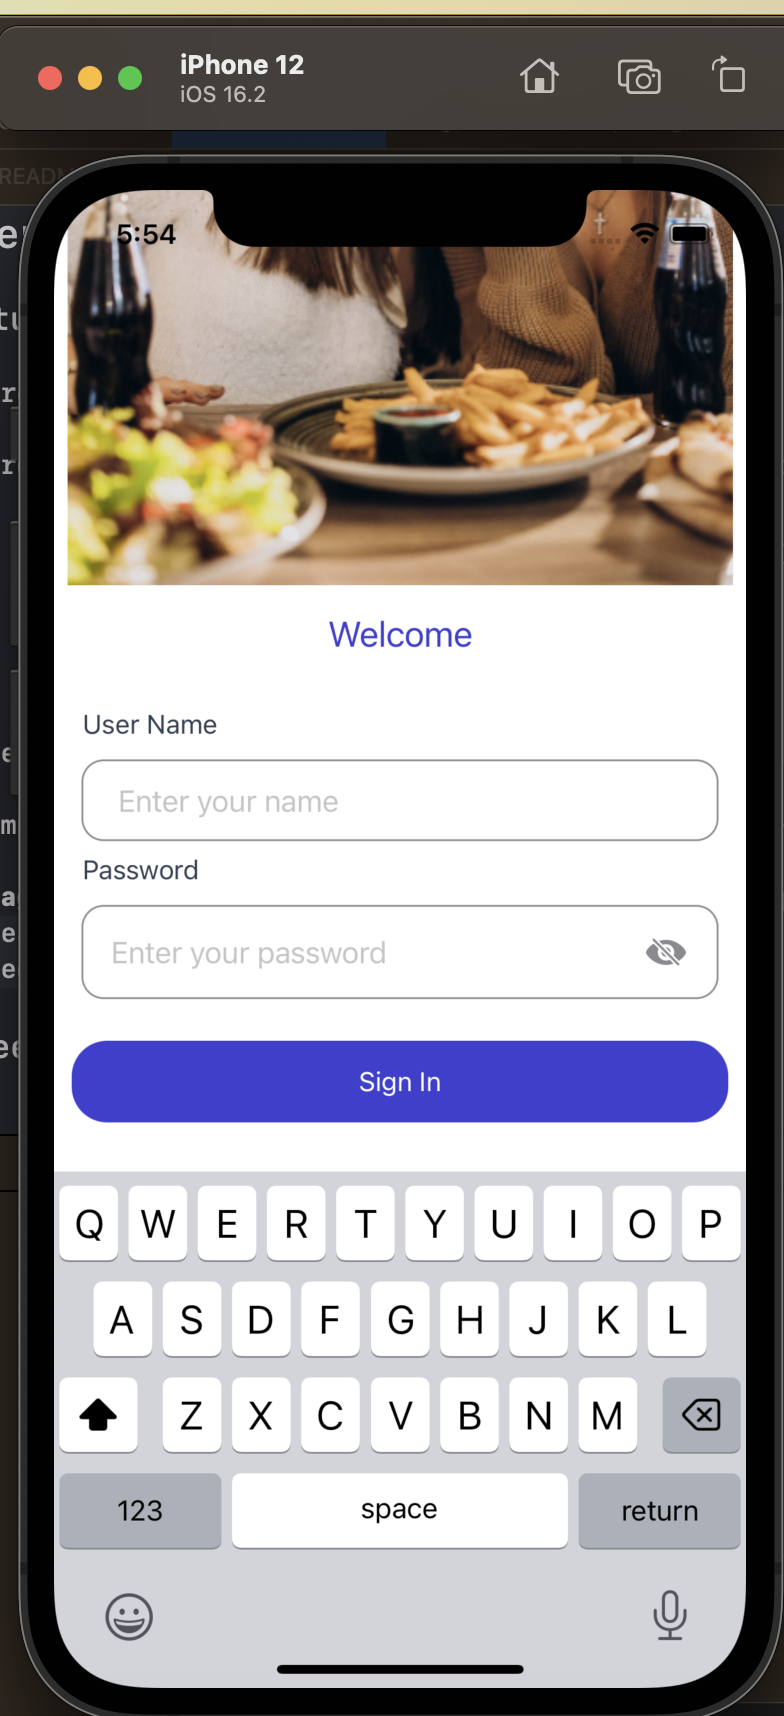 iPhone 12
iOS 16.2
READ
5:54
Welcome
User Name
Enter your name
Password
Enter your password
Sign In
Q W E R T Y U I O P
A S D F G H J K L
Z X C V B N M
123 space return